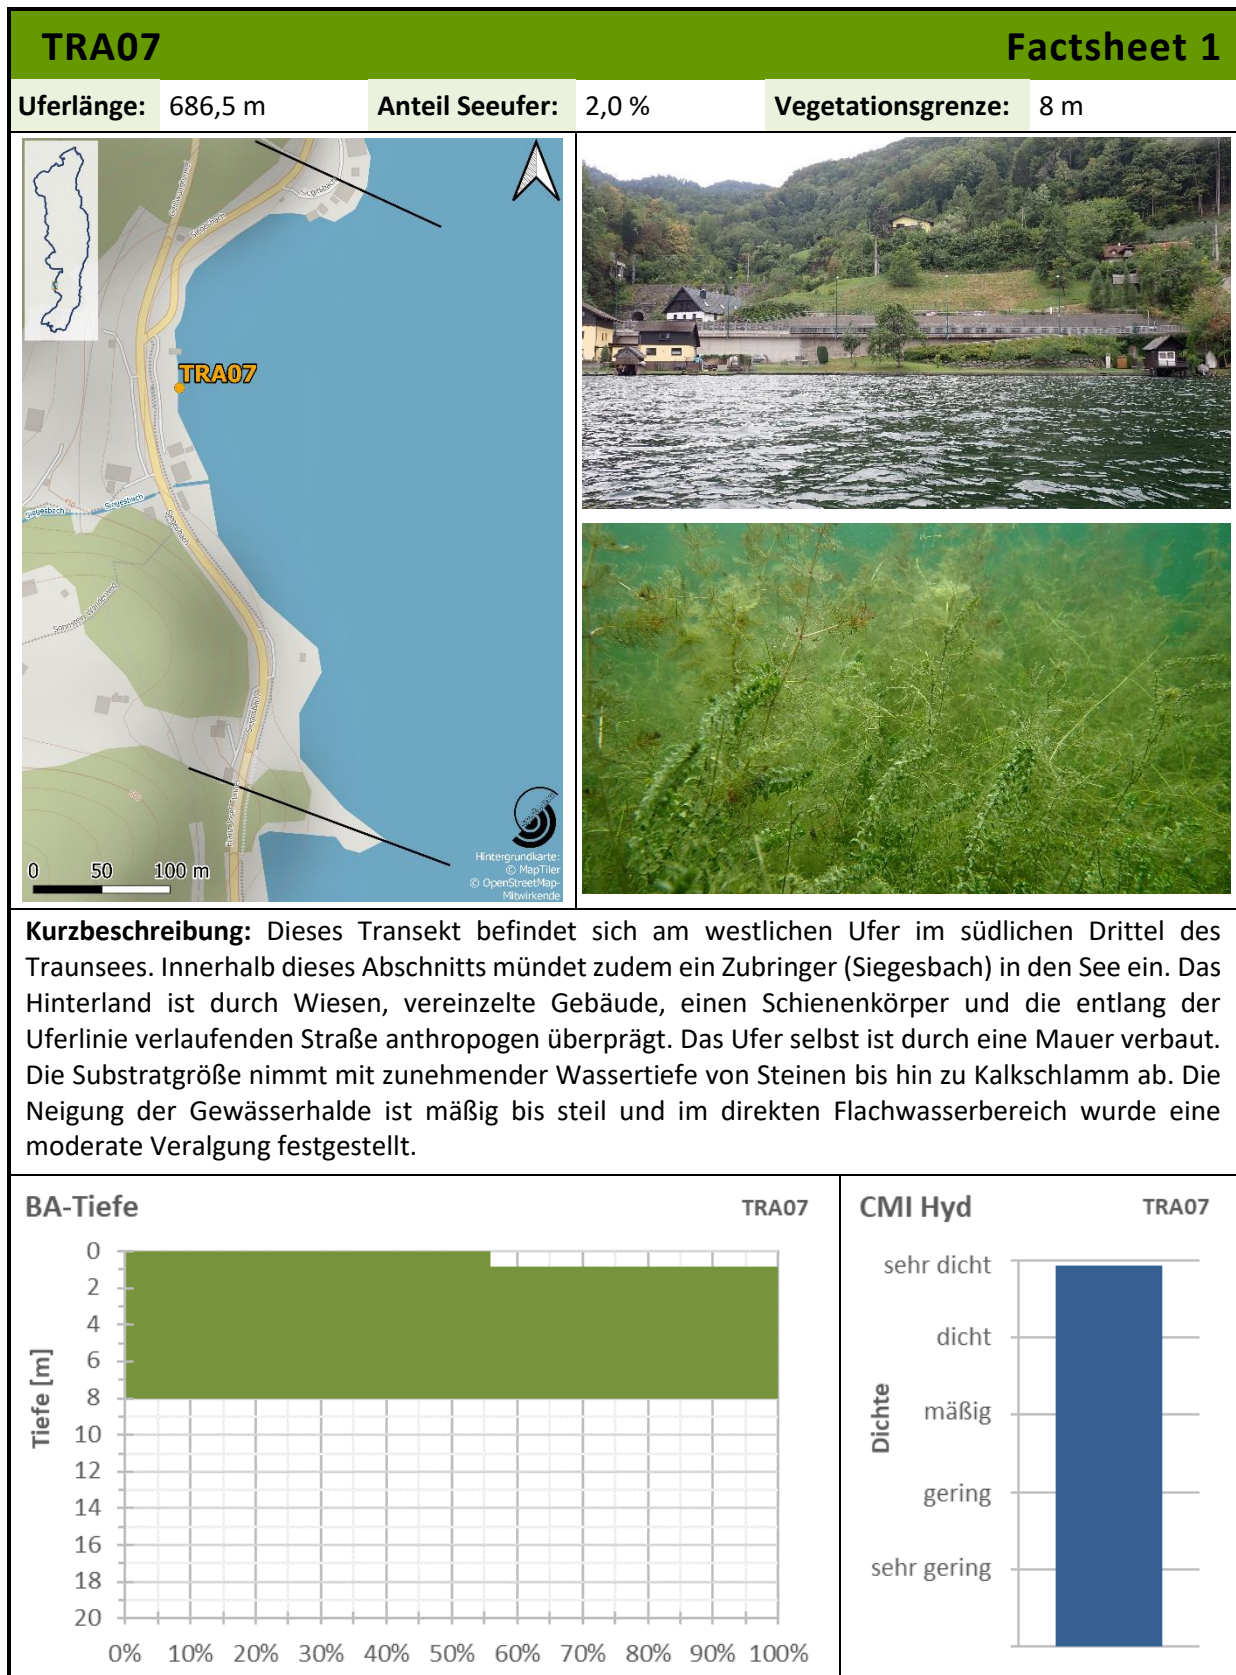 TRA07 Factsheet 1
Uferlänge: 686,5 m Anteil Seeufer: 2,0 % Vegetationsgrenze: 8 m
Siegesbach
Siegesbach
TRA07
Siegesbach
Siegesbach
Siegesbach
Sonnstein Wanderweg
Siegesbach
0 50 100 m
Hintergrundkarte:
© MapTiler
© OpenStreetMap-
Mitwirkende
Kurzbeschreibung: Dieses Transekt befindet sich am westlichen Ufer im südlichen Drittel des
Traunsees. Innerhalb dieses Abschnitts mündet zudem ein Zubringer (Siegesbach) in den See ein. Das
Hinterland ist durch Wiesen, vereinzelte Gebäude, einen Schienenkörper und die entlang der
Uferlinie verlaufenden Straße anthropogen überprägt. Das Ufer selbst ist durch eine Mauer verbaut.
Die Substratgröße nimmt mit zunehmender Wassertiefe von Steinen bis hin zu Kalkschlamm ab. Die
Neigung der Gewässerhalde ist mäßig bis steil und im direkten Flachwasserbereich wurde eine
moderate Veralgung festgestellt.
BA-Tiefe TRA07
Tiefe [m]
0
2
4
6
8
10
12
14
16
18
20
0% 10% 20% 30% 40% 50% 60% 70% 80% 90% 100%
CMI Hyd TRA07
Dichte
sehr dicht
dicht
mäßig
gering
sehr gering